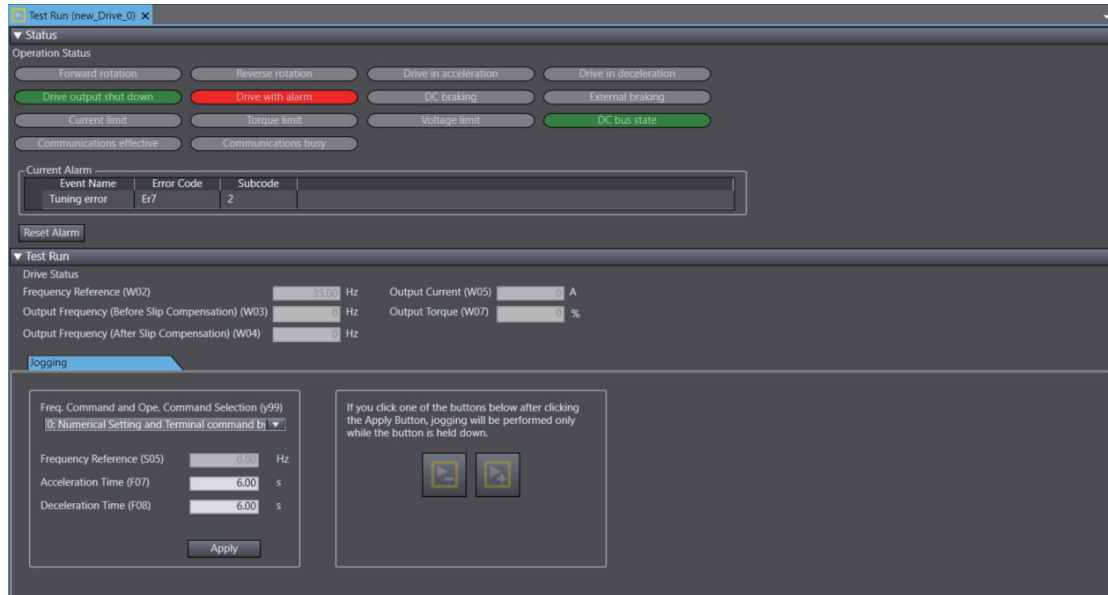 Test Run (new_Drive_0)
Status
Operation Status
Forward rotation Reverse rotation Drive in acceleration Drive in deceleration
Drive output shut down Drive with alarm DC braking External braking
Current limit Torque limit Voltage limit DC bus state
Communications effective Communications busy
Current Alarm
Event Name Error Code Subcode
Tuning error Er7 2
Reset Alarm
Test Run
Drive Status
Frequency Reference (W02) 35.00 Hz Output Current (W05) 0 A
Output Frequency (Before Slip Compensation) (W03) 0 Hz Output Torque (W07) 0 %
Output Frequency (After Slip Compensation) (W04) 0 Hz
Jogging
Freq. Command and Ope. Command Selection (y99)
0: Numerical Setting and Terminal command by
Frequency Reference (S05) 0.00 Hz
Acceleration Time (F07) 6.00 s
Deceleration Time (F08) 6.00 s
Apply
If you click one of the buttons below after clicking
the Apply Button, jogging will be performed only
while the button is held down.